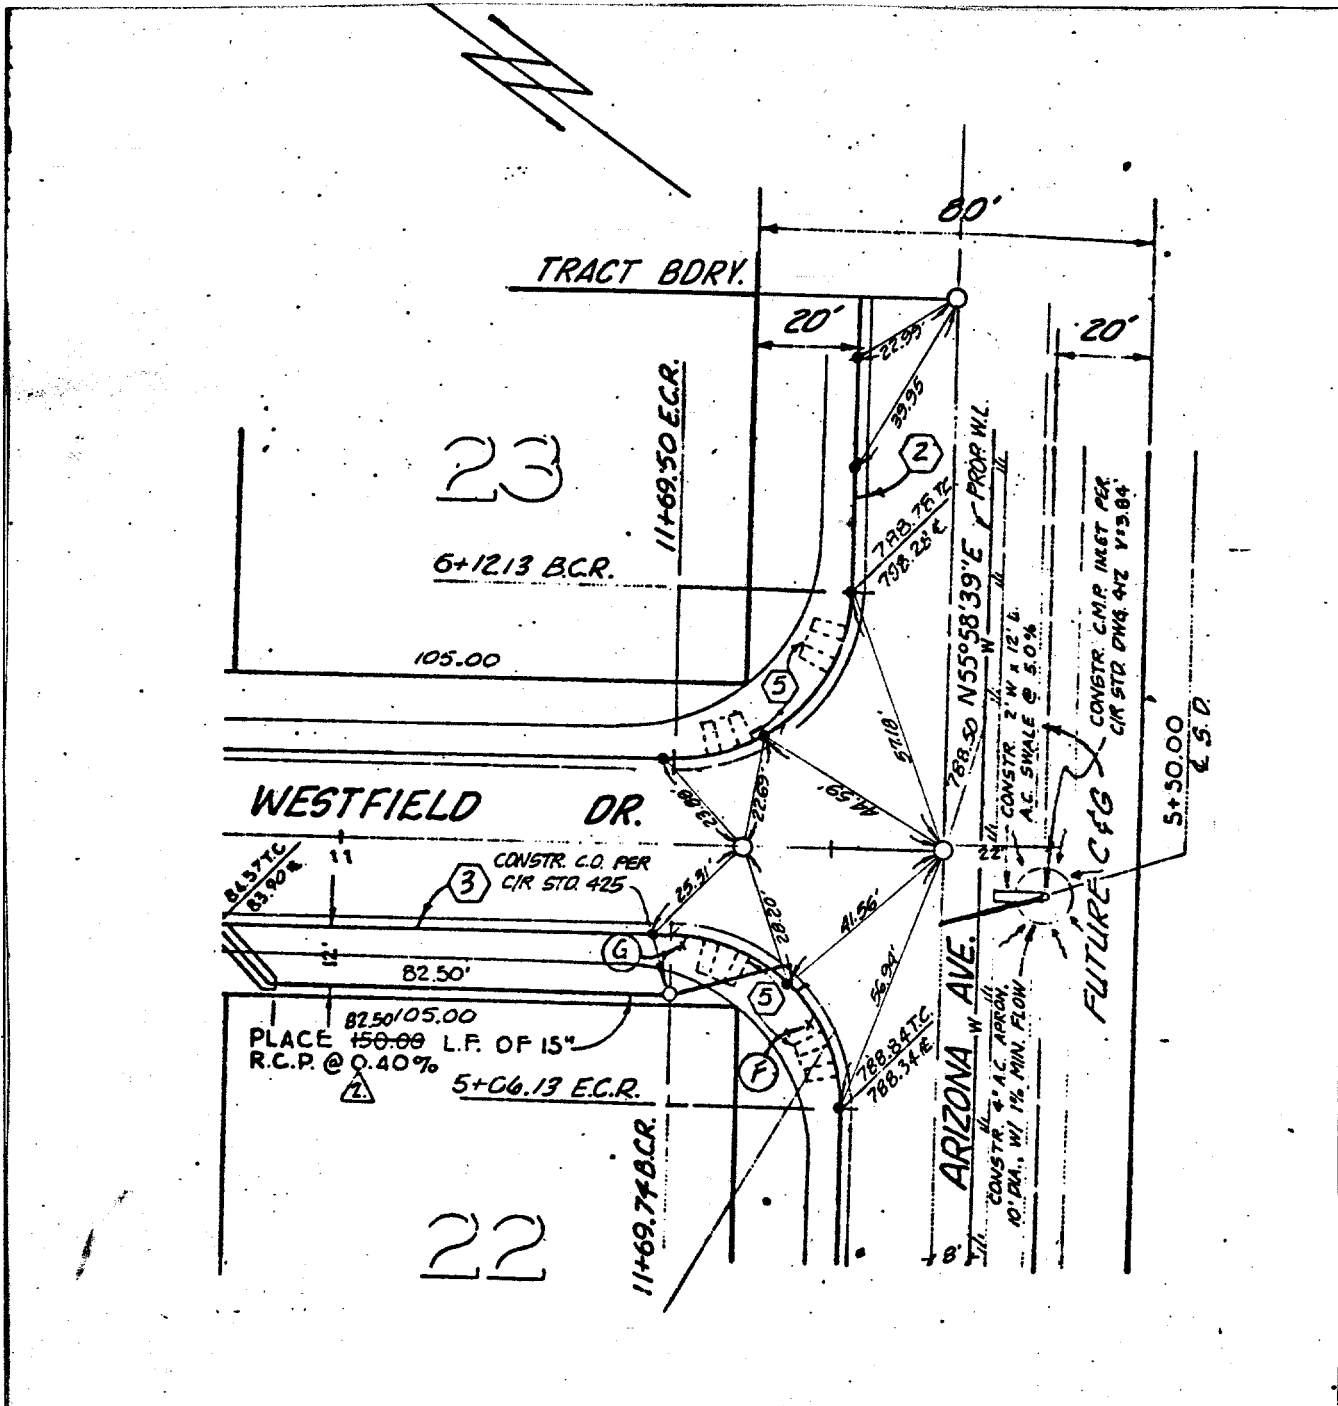 80'
TRACT BDRY.
20'
20'
22.99'
39.95
11+69.50 E.C.R.
23
2
PROP. W.L.
788.78 T.C.
788.28 ℄
6+12.13 B.C.R.
N55°58'39"E
W
CONSTR. C.M.P. INLET PER
C/R STD. DWG. 412 V=3.84'
105.00
5
CONSTR. 2' W x 12' L
A.C. SWALE @ 5.0%
57.18'
788.50
5+50.00
℄ S.D.
WESTFIELD DR.
23.88'
22.69'
44.59'
11
22'
84.37 T.C.
83.90
3
CONSTR. C.O. PER
C/R STD. 425
25.31'
28.20'
41.56'
FUTURE C&G
12'
G
82.50'
5
56.94'
105.00
82.50
PLACE 150.00 L.F. OF 15"
R.C.P. @ 0.40%
2
F
788.84 T.C.
788.34 ℄
5+06.13 E.C.R.
ARIZONA AVE.
W
CONSTR. 4" A.C. APRON,
10' DIA., W/ 1% MIN. FLOW
11+69.74 B.C.R.
22
8'